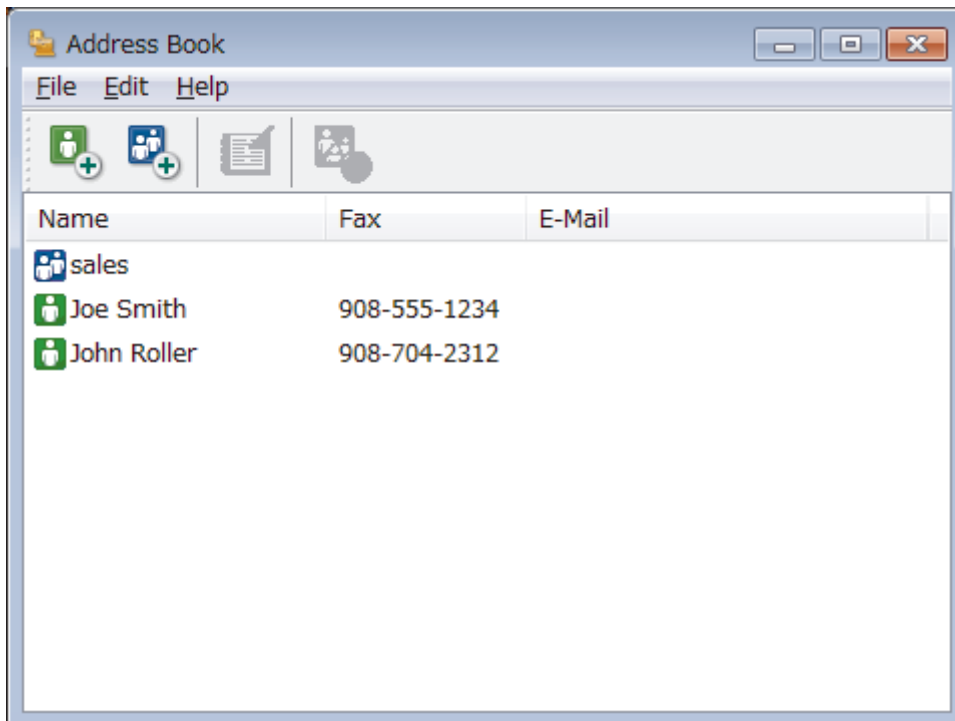 Address Book
File Edit Help
Name Fax E-Mail
sales
Joe Smith 908-555-1234
John Roller 908-704-2312